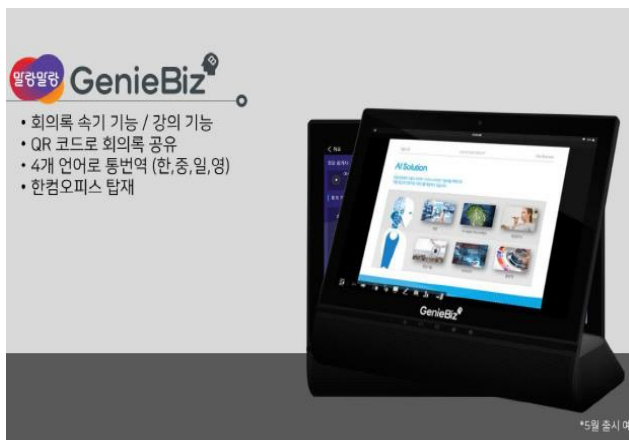 말랑말랑 GenieBiz
• 회의록 속기 기능 / 강의 기능
• QR 코드로 회의록 공유
• 4개 언어로 통번역 (한,중,일,영)
• 한컴오피스 탑재
AI Solution
GenieBiz
*5월 출시 예